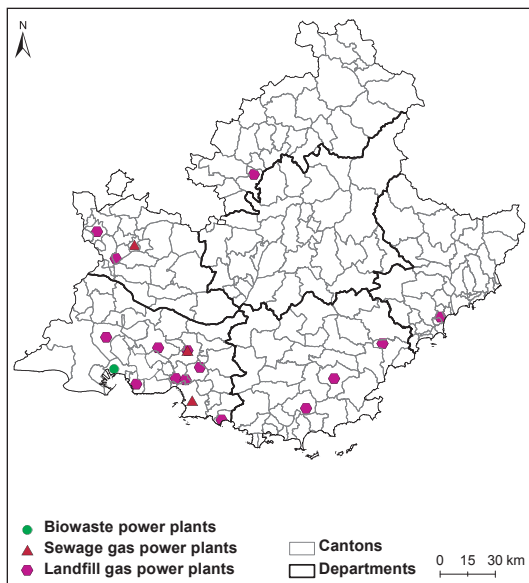 N
Biowaste power plants
Sewage gas power plants
Landfill gas power plants
Cantons
Departments
0 15 30 km